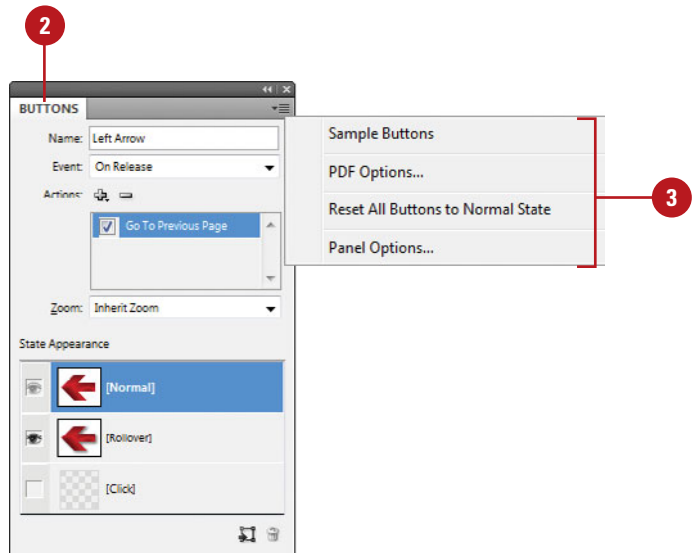 2
BUTTONS
Name: Left Arrow
Event: On Release
Actions:
Go To Previous Page
Zoom: Inherit Zoom
State Appearance
[Normal]
[Rollover]
[Click]
Sample Buttons
PDF Options...
Reset All Buttons to Normal State
Panel Options...
3